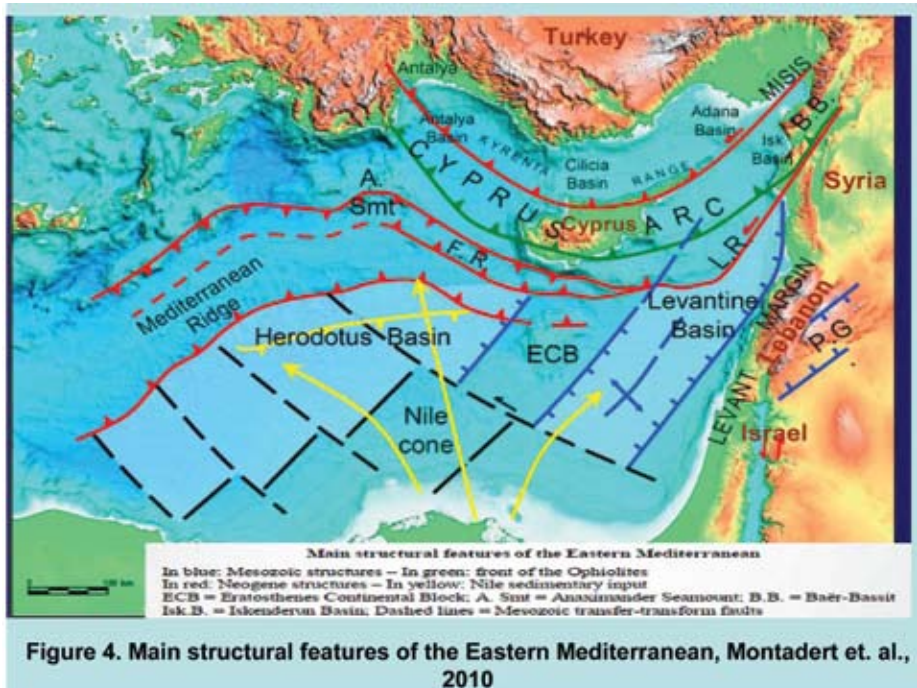 Turkey
Antalya
MISIS
Adana
Basin
B.B.
Antalya
Basin
KYRENIA
RANGE
Cilicia
Basin
Isk
Basin
CYPRUS
ARC
Cyprus
Syria
A.
Smt
F.R.
L.R.
Mediterranean
Ridge
Levantine
Basin
Herodotus Basin
ECB
LEVANT MARGIN
Lebanon
P.G
Nile
cone
Israel
100 km
Main structural features of the Eastern Mediterranean
In blue: Mesozoic structures – In green: front of the Ophiolites
In red: Neogene structures – In yellow: Nile sedimentary input
ECB = Eratosthenes Continental Block; A. Smt = Anaximander Seamount; B.B. = Baër-Bassit
Isk.B. = Iskenderun Basin; Dashed lines = Mesozoic transfer-transform faults
Figure 4. Main structural features of the Eastern Mediterranean, Montadert et. al.,
2010